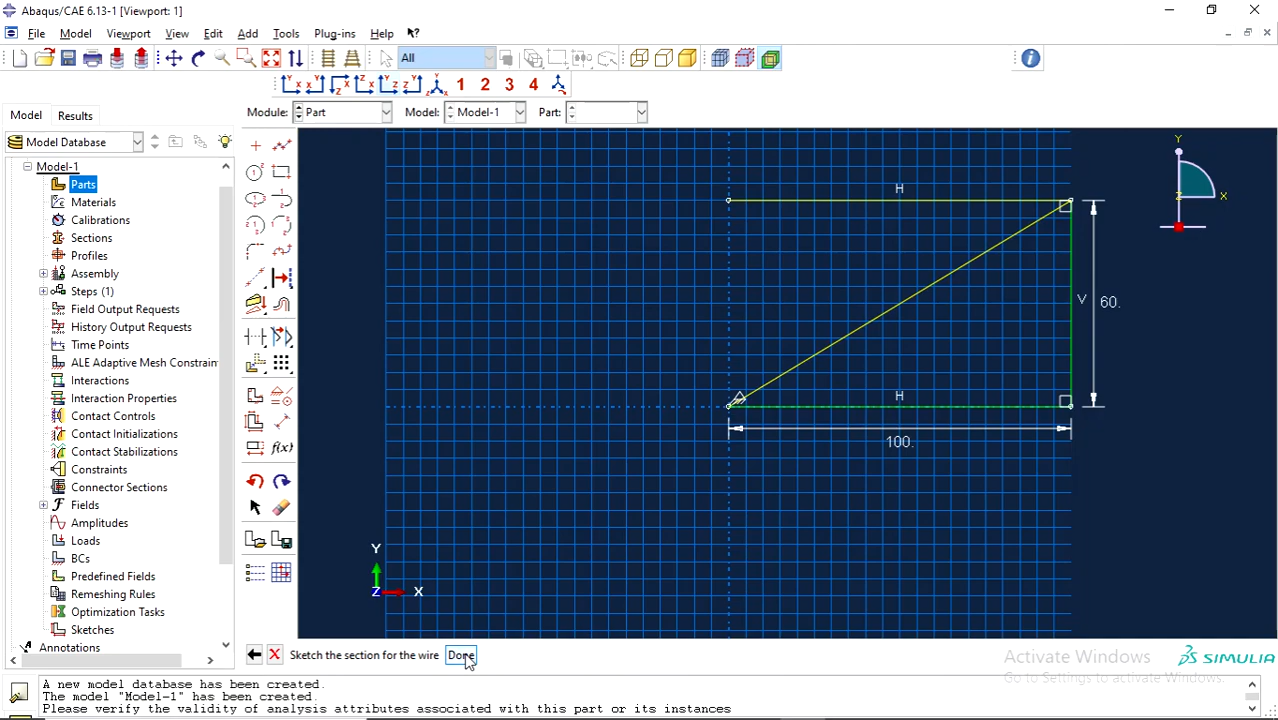 Abaqus/CAE 6.13-1 [Viewport: 1]
File Model Viewport View Edit Add Tools Plug-ins Help
All
1 2 3 4
Model Results
Module: Part Model: Model-1 Part:
Model Database
Model-1
Parts
Materials
Calibrations
Sections
Profiles
Assembly
Steps (1)
Field Output Requests
History Output Requests
Time Points
ALE Adaptive Mesh Constrain
Interactions
Interaction Properties
Contact Controls
Contact Initializations
Contact Stabilizations
Constraints
Connector Sections
Fields
Amplitudes
Loads
BCs
Predefined Fields
Remeshing Rules
Optimization Tasks
Sketches
Annotations
f(x)
H
V
60.
H
100.
Y
Z X
Y
Z X
Sketch the section for the wire Done
Activate Windows
Go to Settings to activate Windows.
SIMULIA
A new model database has been created.
The model "Model-1" has been created.
Please verify the validity of analysis attributes associated with this part or its instances